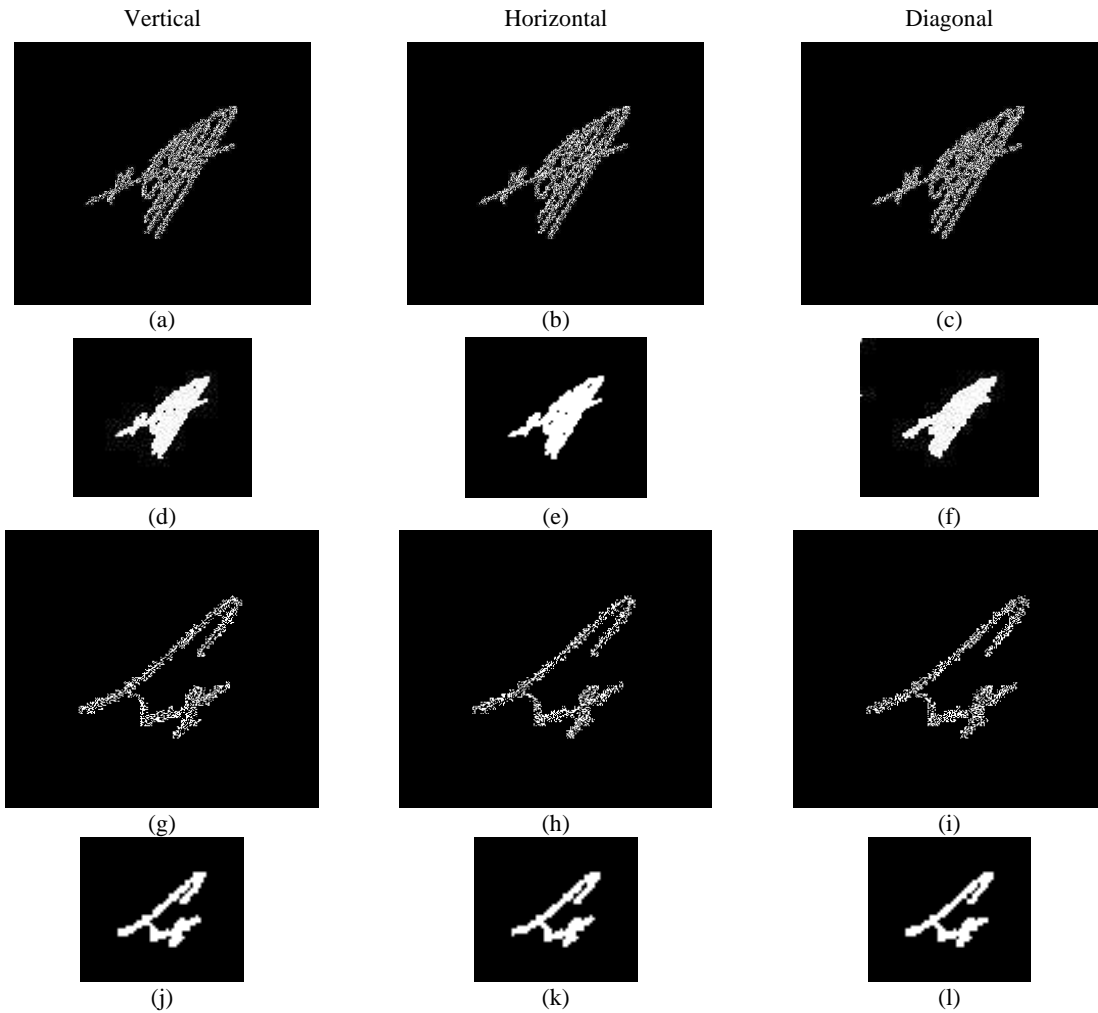 Vertical Horizontal Diagonal
(a) (b) (c)
(d) (e) (f)
(g) (h) (i)
(j) (k) (l)